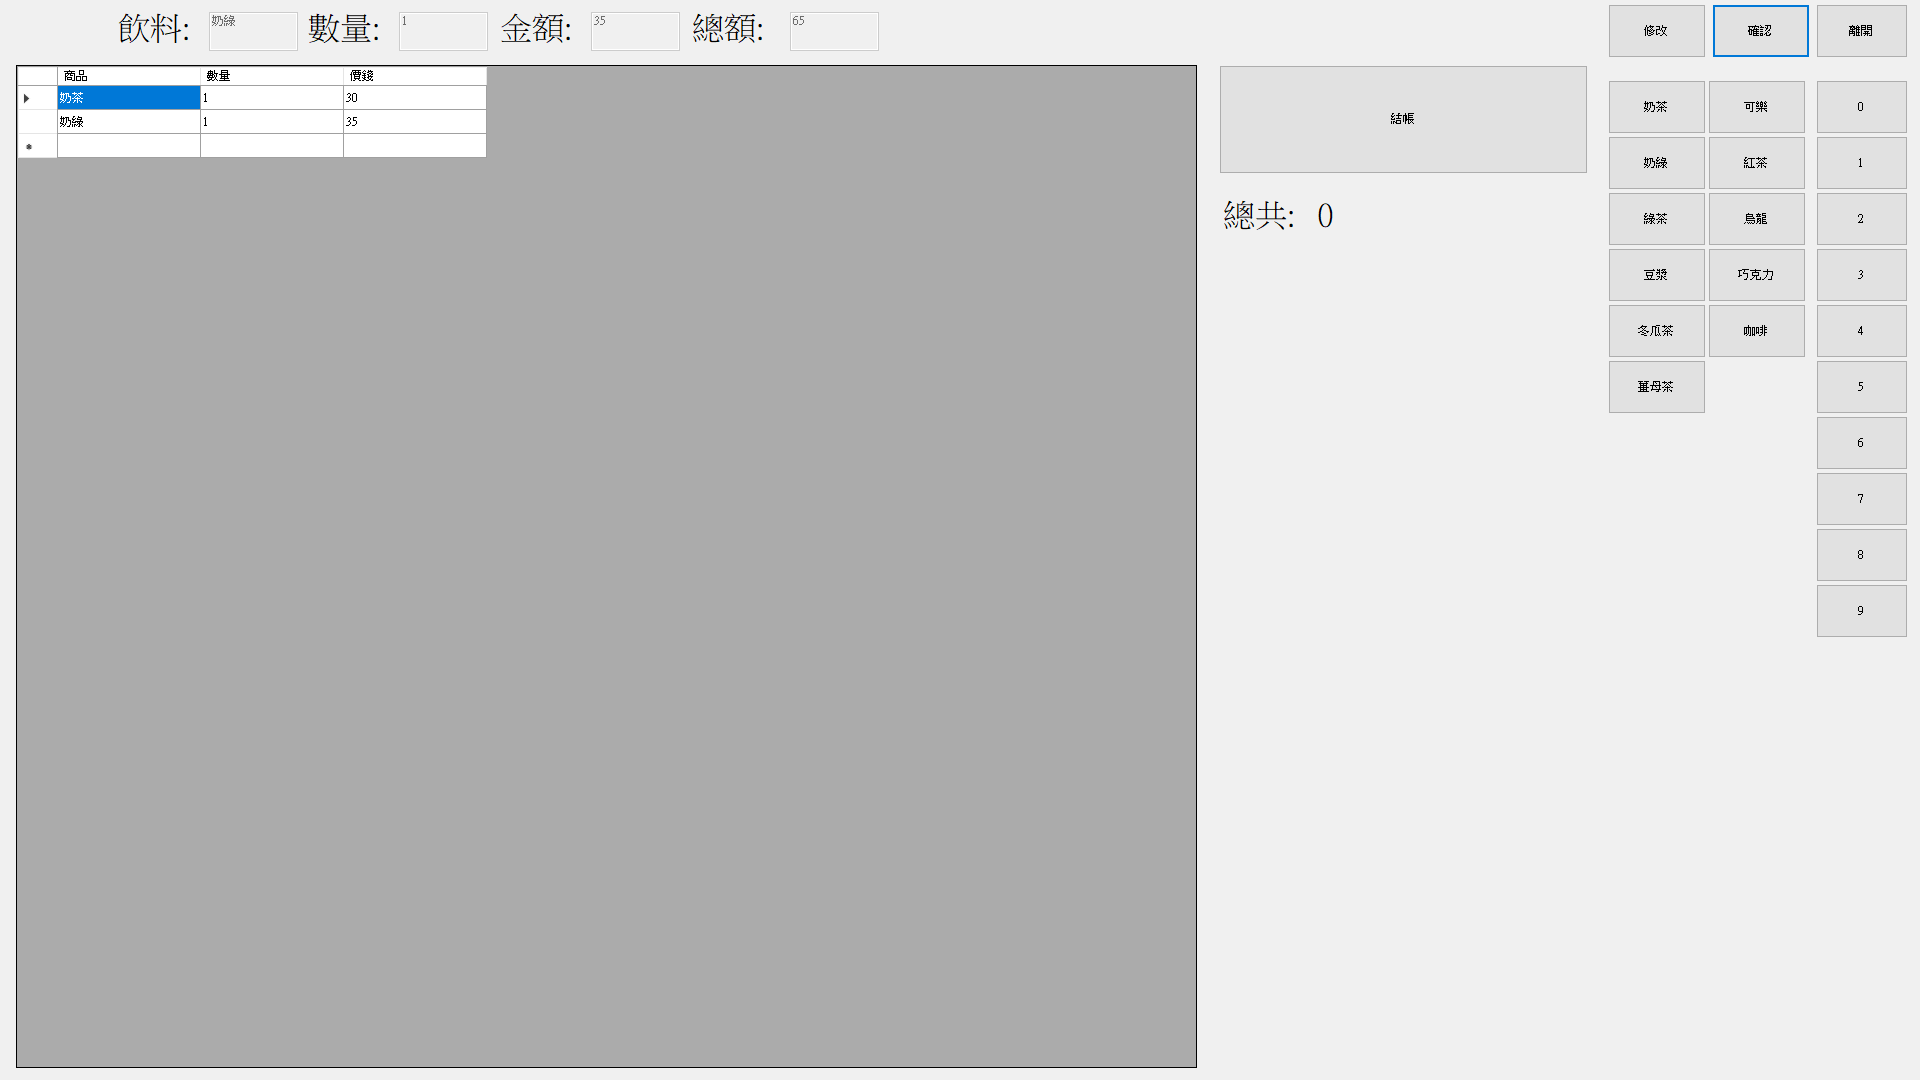 飲料: 奶綠 數量: 1 金額: 35 總額: 65
修改 確認 離開
商品 數量 價錢
奶茶 1 30
奶綠 1 35
結帳
總共: 0
奶茶 可樂 0
奶綠 紅茶 1
綠茶 烏龍 2
豆漿 巧克力 3
冬瓜茶 咖啡 4
薑母茶 5
6
7
8
9